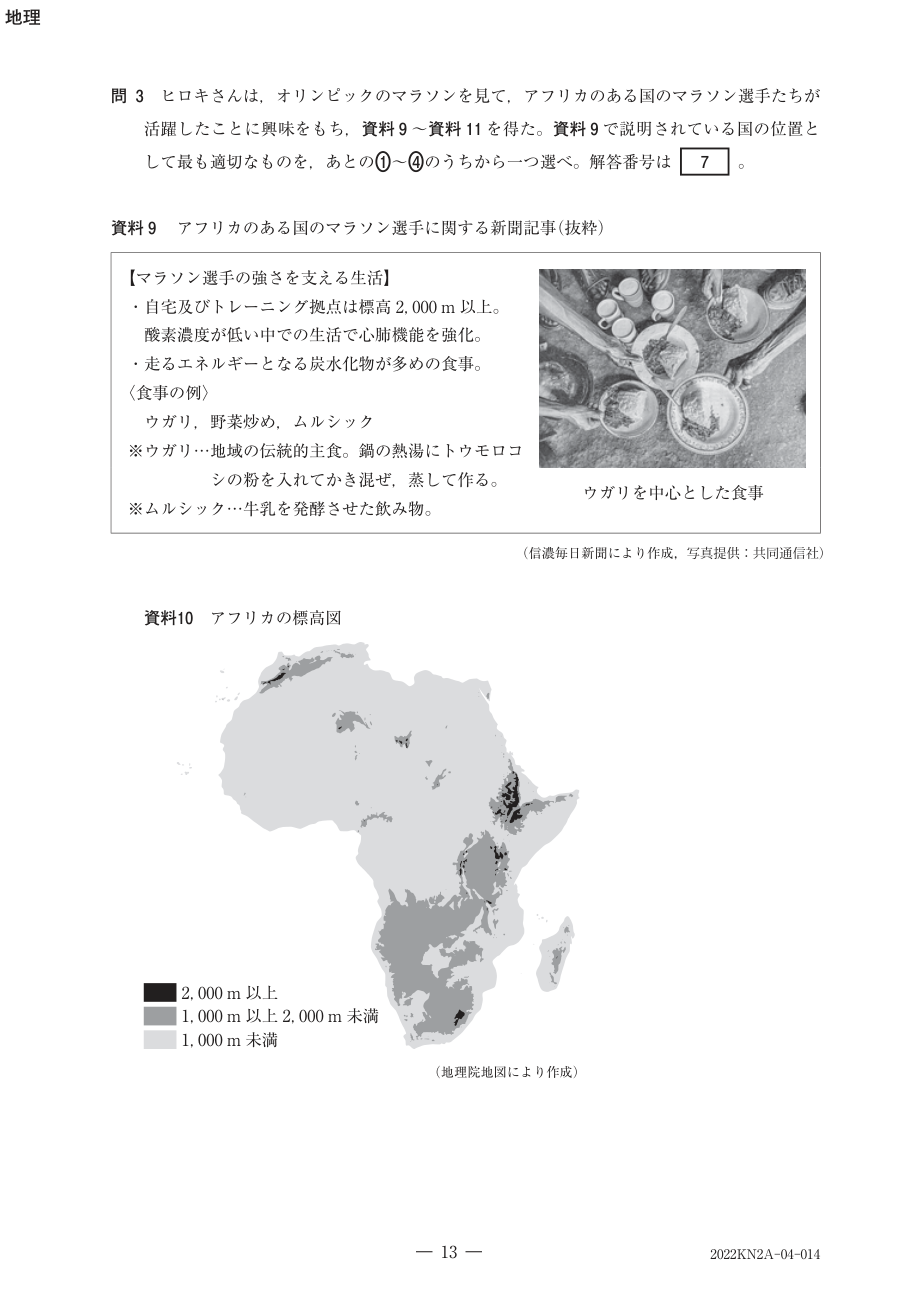 地理
問 3 ヒロキさんは，オリンピックのマラソンを見て，アフリカのある国のマラソン選手たちが
活躍したことに興味をもち，資料 9 ～資料 11 を得た。資料 9 で説明されている国の位置と
して最も適切なものを，あとの①～④のうちから一つ選べ。解答番号は 7 。
資料 9 アフリカのある国のマラソン選手に関する新聞記事(抜粋)
【マラソン選手の強さを支える生活】
・自宅及びトレーニング拠点は標高 2,000 m 以上。
酸素濃度が低い中での生活で心肺機能を強化。
・走るエネルギーとなる炭水化物が多めの食事。
〈食事の例〉
ウガリ，野菜炒め，ムルシック
※ウガリ…地域の伝統的主食。鍋の熱湯にトウモロコ
シの粉を入れてかき混ぜ，蒸して作る。
※ムルシック…牛乳を発酵させた飲み物。
ウガリを中心とした食事
（信濃毎日新聞により作成，写真提供：共同通信社）
資料10 アフリカの標高図
2,000 m 以上
1,000 m 以上 2,000 m 未満
1,000 m 未満
（地理院地図により作成）
— 13 —
2022KN2A-04-014